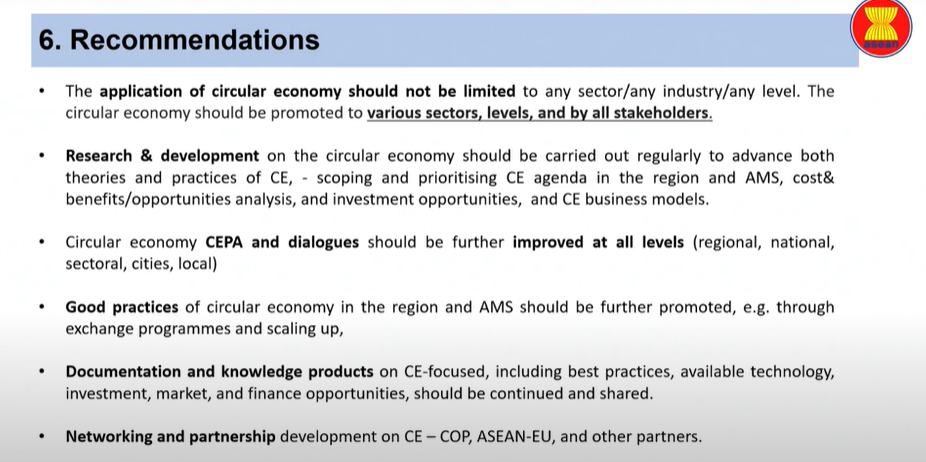 6. Recommendations
asean
• The application of circular economy should not be limited to any sector/any industry/any level. The
circular economy should be promoted to various sectors, levels, and by all stakeholders.
• Research & development on the circular economy should be carried out regularly to advance both
theories and practices of CE, - scoping and prioritising CE agenda in the region and AMS, cost&
benefits/opportunities analysis, and investment opportunities, and CE business models.
• Circular economy CEPA and dialogues should be further improved at all levels (regional, national,
sectoral, cities, local)
• Good practices of circular economy in the region and AMS should be further promoted, e.g. through
exchange programmes and scaling up,
• Documentation and knowledge products on CE-focused, including best practices, available technology,
investment, market, and finance opportunities, should be continued and shared.
• Networking and partnership development on CE – COP, ASEAN-EU, and other partners.